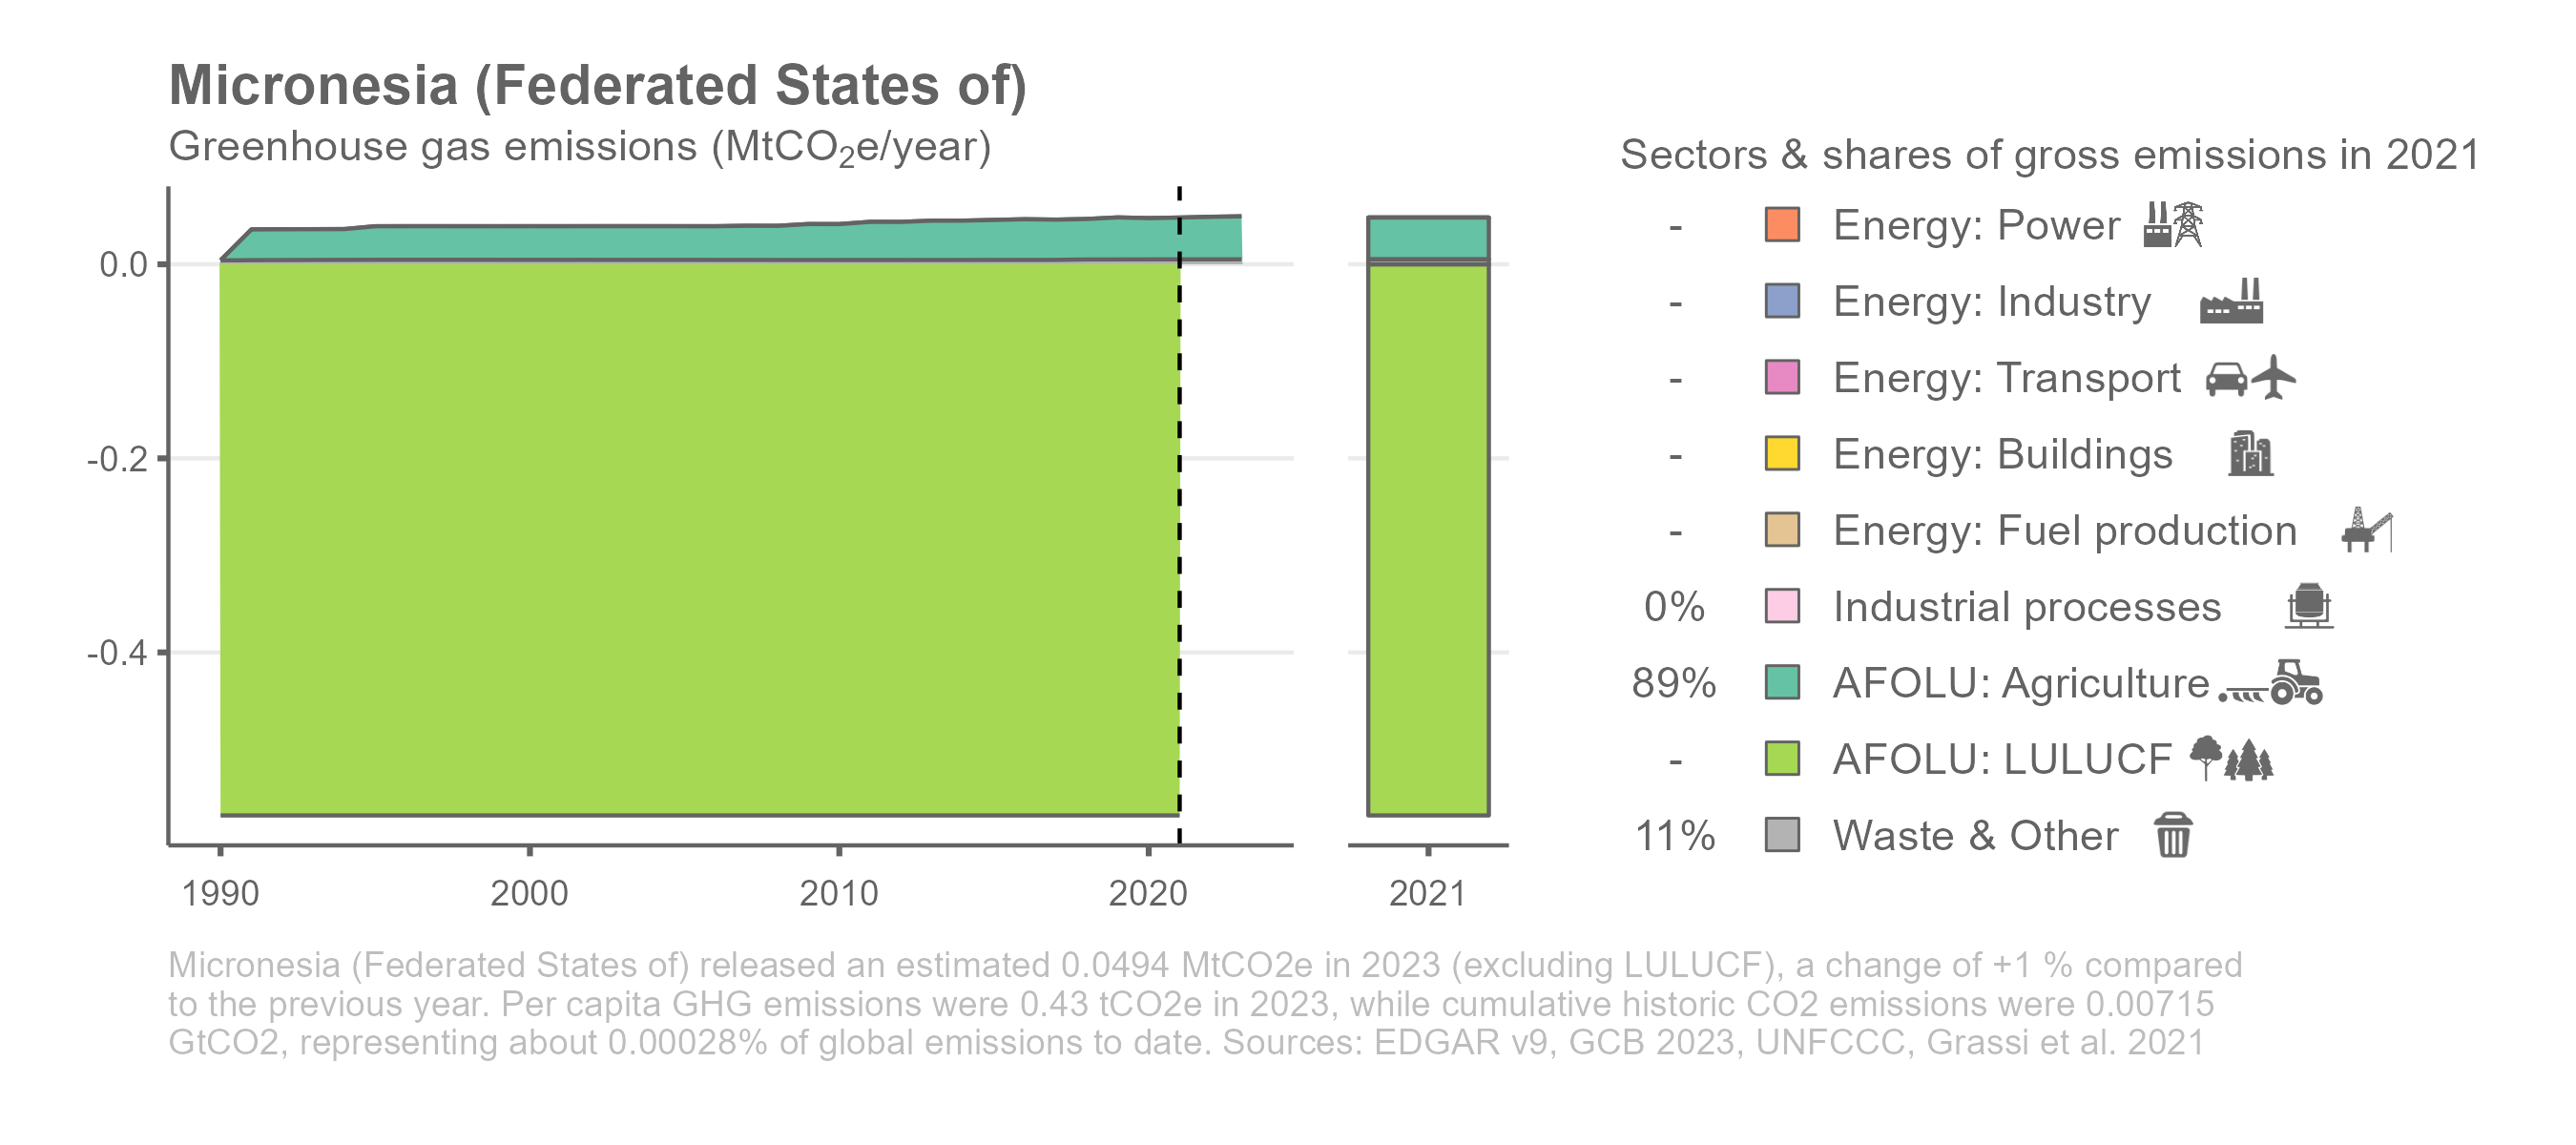 Micronesia (Federated States of)
Greenhouse gas emissions (MtCO₂e/year)
0.0
-0.2
-0.4
1990
2000
2010
2020
2021
Sectors & shares of gross emissions in 2021
- Energy: Power
- Energy: Industry
- Energy: Transport
- Energy: Buildings
- Energy: Fuel production
0% Industrial processes
89% AFOLU: Agriculture
- AFOLU: LULUCF
11% Waste & Other
Micronesia (Federated States of) released an estimated 0.0494 MtCO2e in 2023 (excluding LULUCF), a change of +1 % compared
to the previous year. Per capita GHG emissions were 0.43 tCO2e in 2023, while cumulative historic CO2 emissions were 0.00715
GtCO2, representing about 0.00028% of global emissions to date. Sources: EDGAR v9, GCB 2023, UNFCCC, Grassi et al. 2021